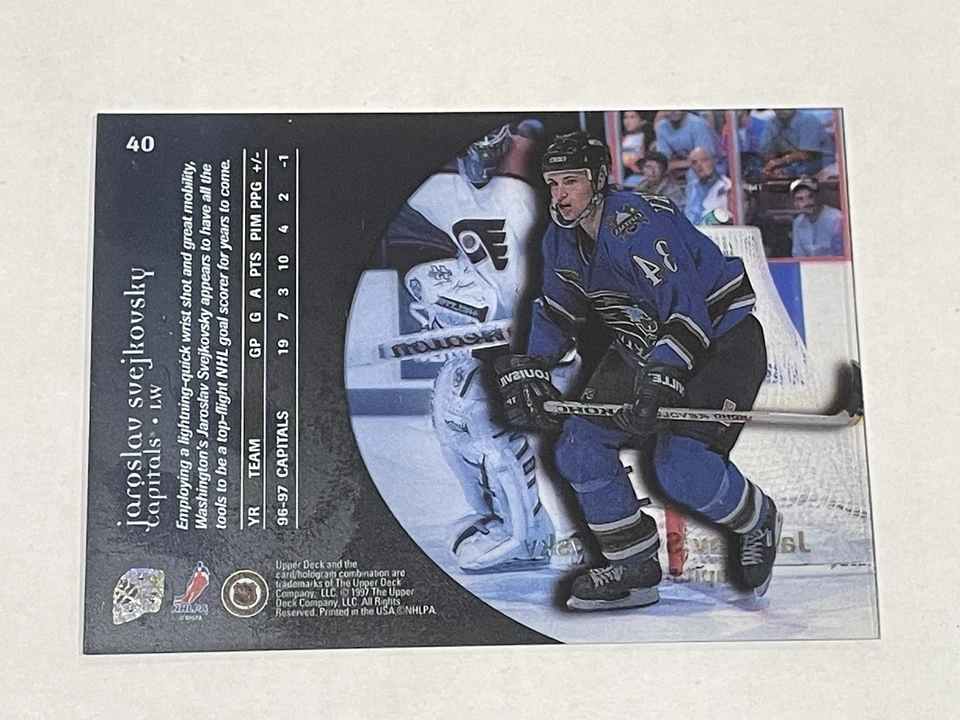 40
jaroslav svejkovsky
capitals* • LW
Employing a lightning-quick wrist shot and great mobility,
Washington's Jaroslav Svejkovsky appears to have all the
tools to be a top-flight NHL goal scorer for years to come.
YR TEAM GP G A PTS PIM PPG +/-
96-97 CAPITALS 19 7 3 10 4 2 -1
NHLPA
Upper Deck and the
card/hologram combination are
trademarks of The Upper Deck
Company, LLC. © 1997 The Upper
Deck Company, LLC. All Rights
Reserved. Printed in the USA ©NHLPA.
34
LOUISVILLE
KOHO